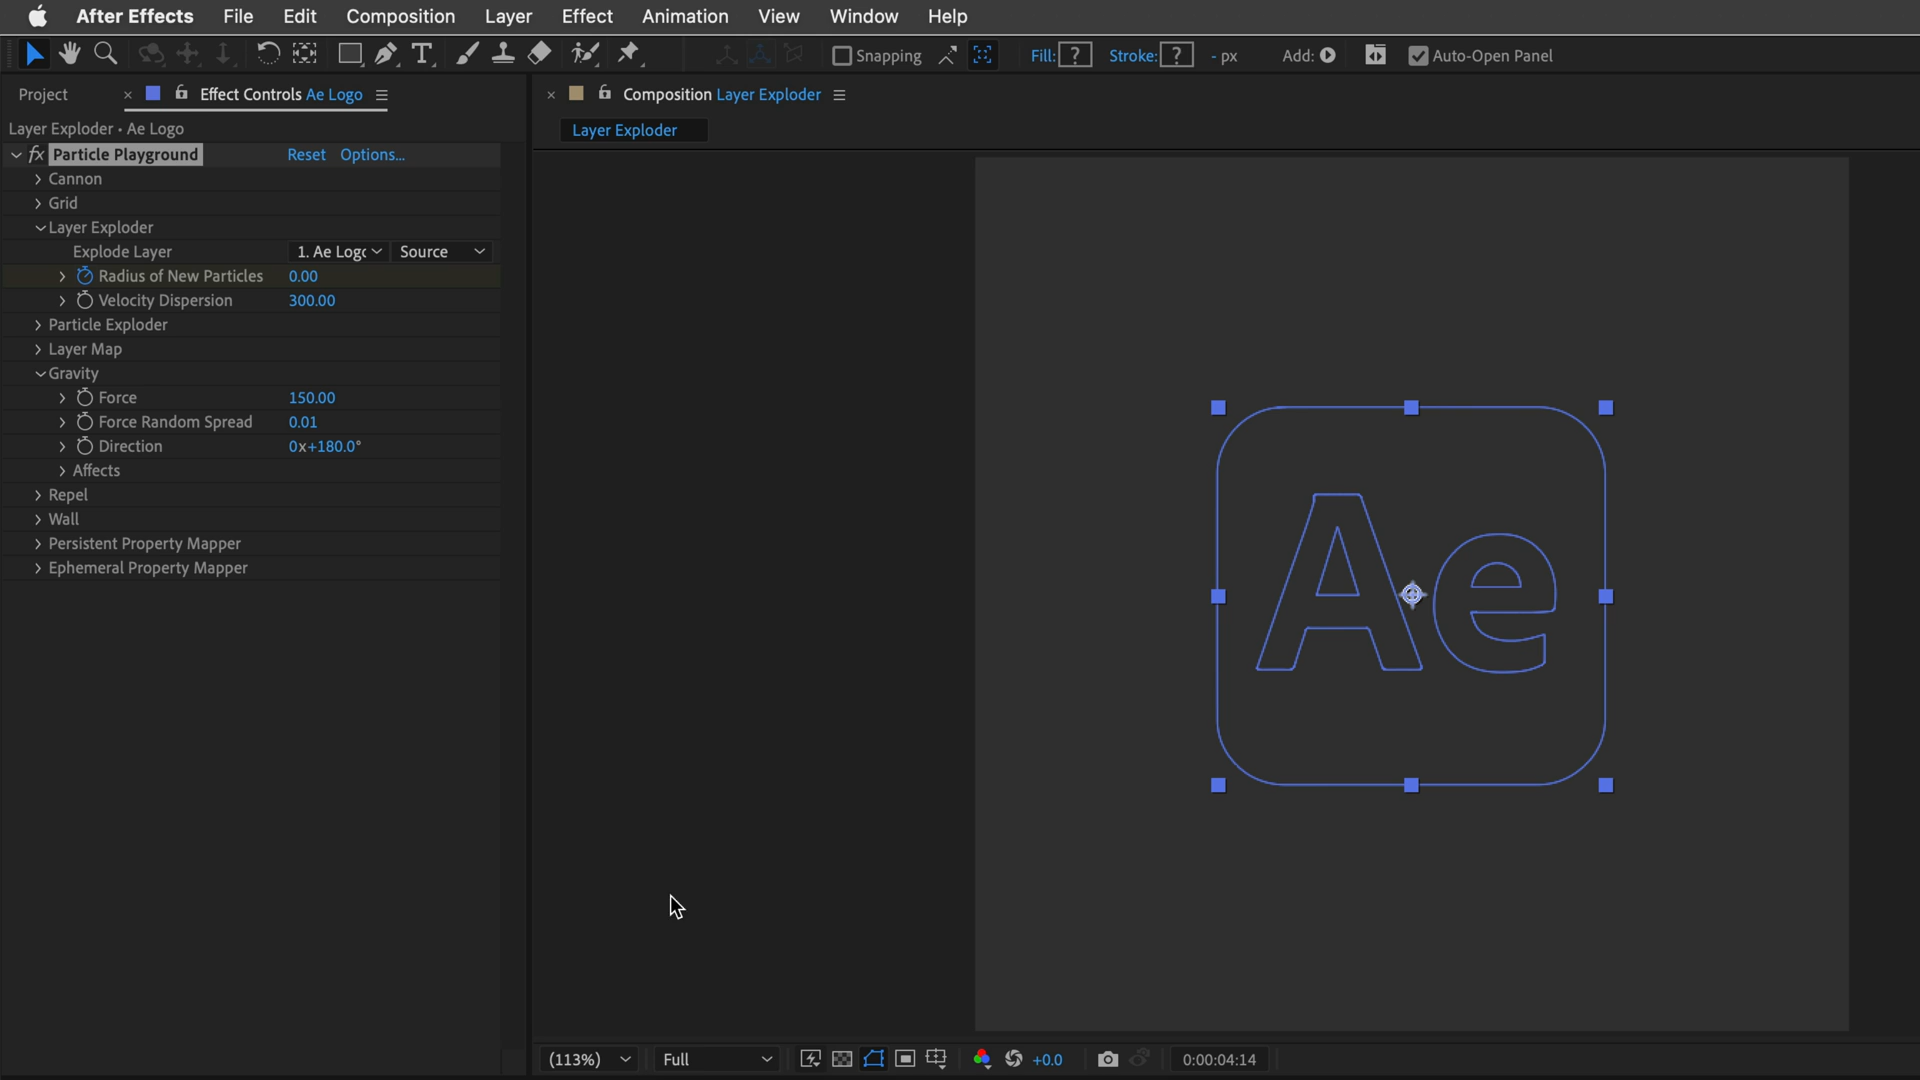 After Effects File Edit Composition Layer Effect Animation View Window Help
Snapping Fill: ? Stroke: ? - px Add: Auto-Open Panel
Project × Effect Controls Ae Logo
× Composition Layer Exploder
Layer Exploder • Ae Logo
Layer Exploder
fx Particle Playground Reset Options...
Cannon
Grid
Layer Exploder
Explode Layer 1. Ae Logo Source
Radius of New Particles 0.00
Velocity Dispersion 300.00
Particle Exploder
Layer Map
Gravity
Force 150.00
Force Random Spread 0.01
Direction 0x+180.0°
Affects
Repel
Wall
Persistent Property Mapper
Ephemeral Property Mapper
Ae
(113%) Full +0.0 0:00:04:14